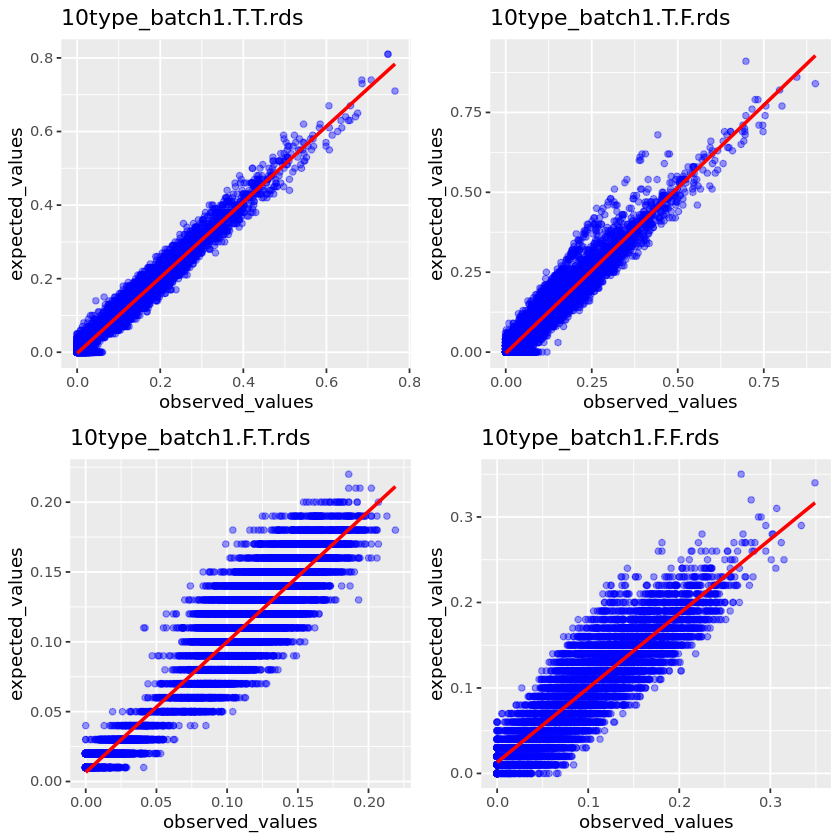 10type_batch1.T.T.rds
expected_values
0.8
0.6
0.4
0.2
0.0
0.0 0.2 0.4 0.6 0.8
observed_values
10type_batch1.T.F.rds
expected_values
0.75
0.50
0.25
0.00
0.00 0.25 0.50 0.75
observed_values
10type_batch1.F.T.rds
expected_values
0.20
0.15
0.10
0.05
0.00
0.00 0.05 0.10 0.15 0.20
observed_values
10type_batch1.F.F.rds
expected_values
0.3
0.2
0.1
0.0
0.0 0.1 0.2 0.3
observed_values